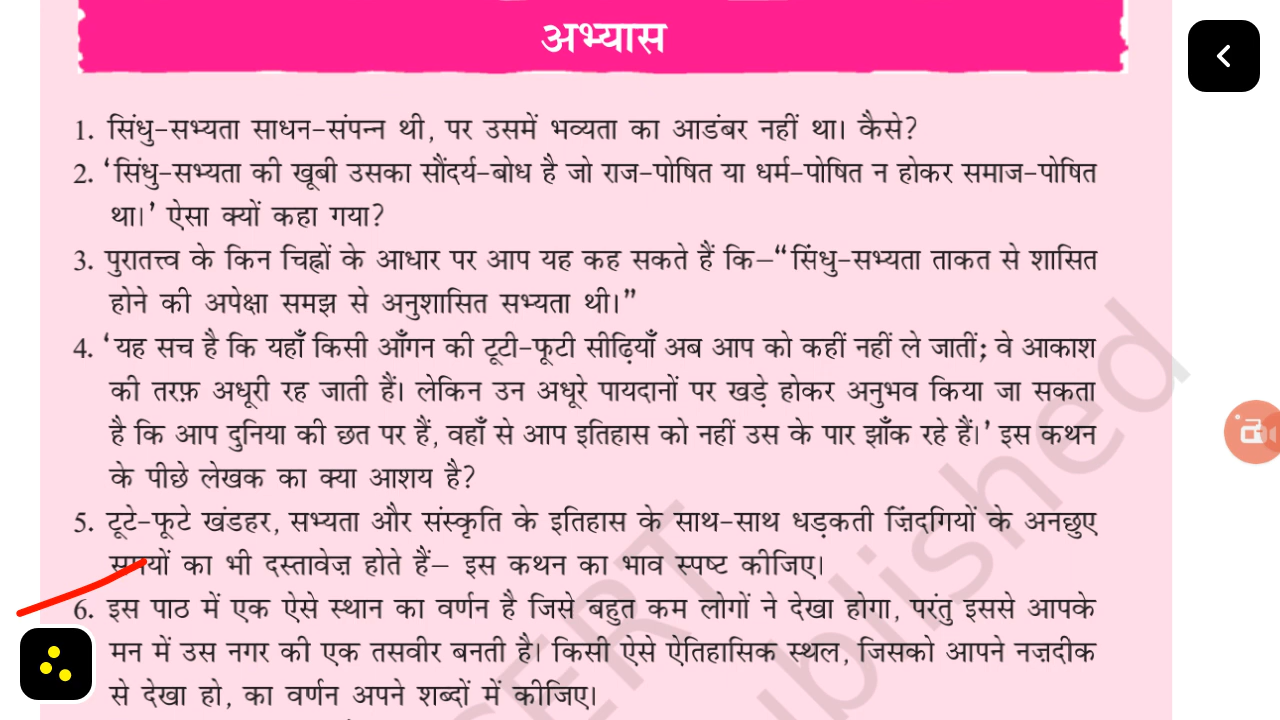 अभ्यास
1. सिंधु-सभ्यता साधन-संपन्न थी, पर उसमें भव्यता का आडंबर नहीं था। कैसे?
2. ‘सिंधु-सभ्यता की खूबी उसका सौंदर्य-बोध है जो राज-पोषित या धर्म-पोषित न होकर समाज-पोषित
था।’ ऐसा क्यों कहा गया?
3. पुरातत्त्व के किन चिह्नों के आधार पर आप यह कह सकते हैं कि–“सिंधु-सभ्यता ताकत से शासित
होने की अपेक्षा समझ से अनुशासित सभ्यता थी।”
4. ‘यह सच है कि यहाँ किसी आँगन की टूटी-फूटी सीढ़ियाँ अब आप को कहीं नहीं ले जातीं; वे आकाश
की तरफ़ अधूरी रह जाती हैं। लेकिन उन अधूरे पायदानों पर खड़े होकर अनुभव किया जा सकता
है कि आप दुनिया की छत पर हैं, वहाँ से आप इतिहास को नहीं उस के पार झाँक रहे हैं।’ इस कथन
के पीछे लेखक का क्या आशय है?
5. टूटे-फूटे खंडहर, सभ्यता और संस्कृति के इतिहास के साथ-साथ धड़कती ज़िंदगियों के अनछुए
समयों का भी दस्तावेज़ होते हैं– इस कथन का भाव स्पष्ट कीजिए।
6. इस पाठ में एक ऐसे स्थान का वर्णन है जिसे बहुत कम लोगों ने देखा होगा, परंतु इससे आपके
मन में उस नगर की एक तसवीर बनती है। किसी ऐसे ऐतिहासिक स्थल, जिसको आपने नज़दीक
से देखा हो, का वर्णन अपने शब्दों में कीजिए।